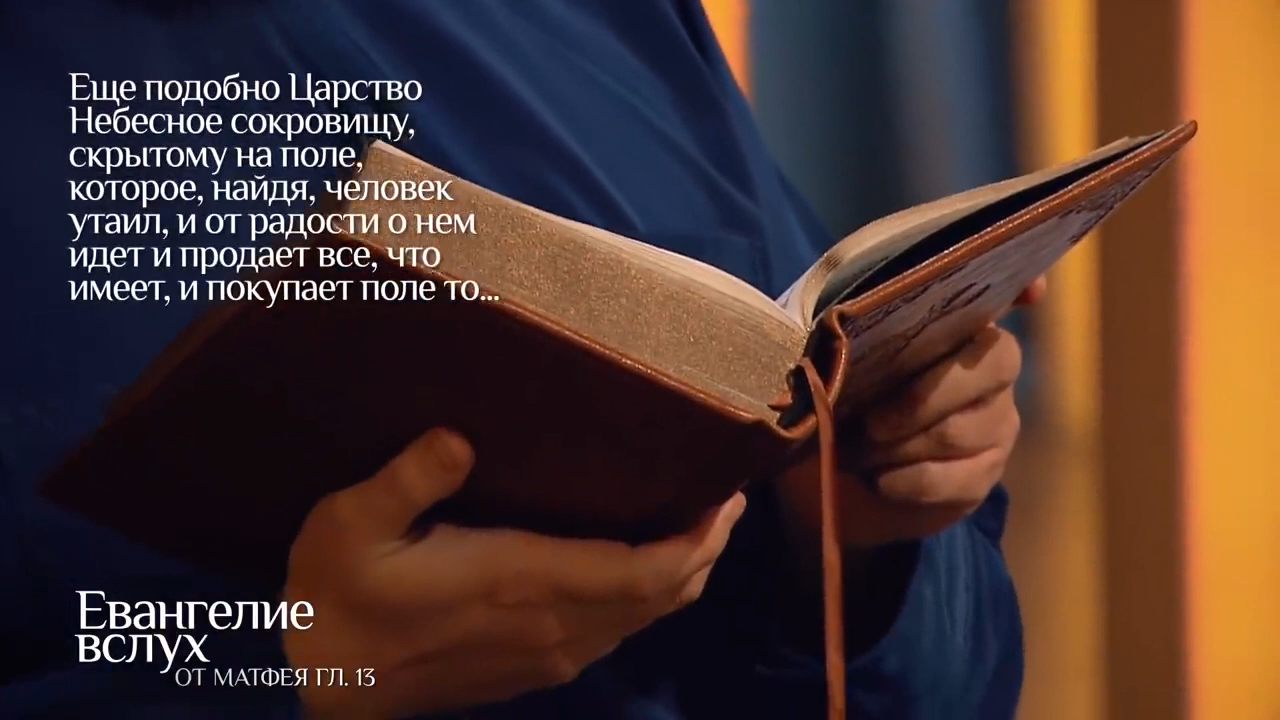 Еще подобно Царство
Небесное сокровищу,
скрытому на поле,
которое, найдя, человек
утаил, и от радости о нем
идет и продает все, что
имеет, и покупает поле то...
Евангелие
вслух
ОТ МАТФЕЯ ГЛ. 13